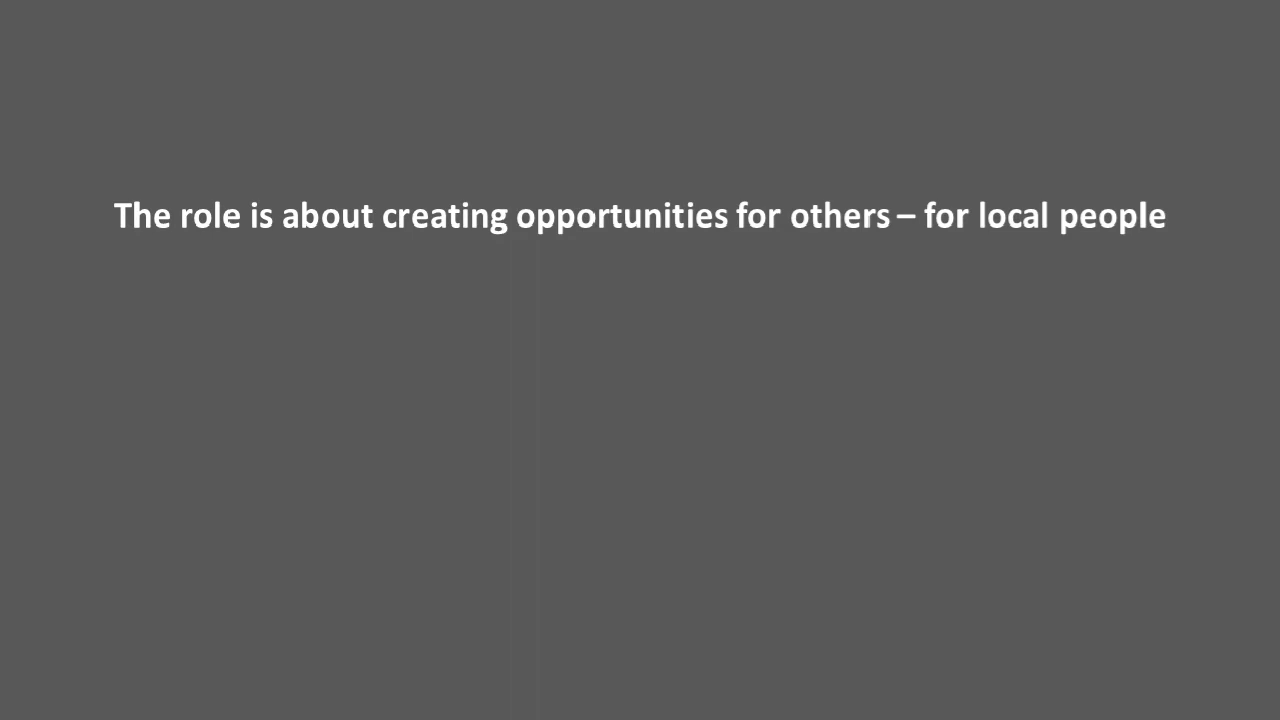 The role is about creating opportunities for others – for local people